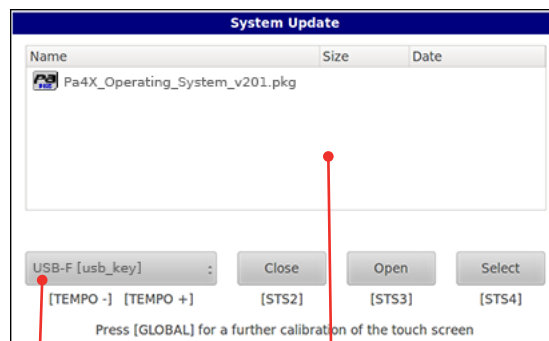 System Update
Name Size Date
Pa4X_Operating_System_v201.pkg
USB-F [usb_key] :
Close Open Select
[TEMPO -] [TEMPO +] [STS2] [STS3] [STS4]
Press [GLOBAL] for a further calibration of the touch screen